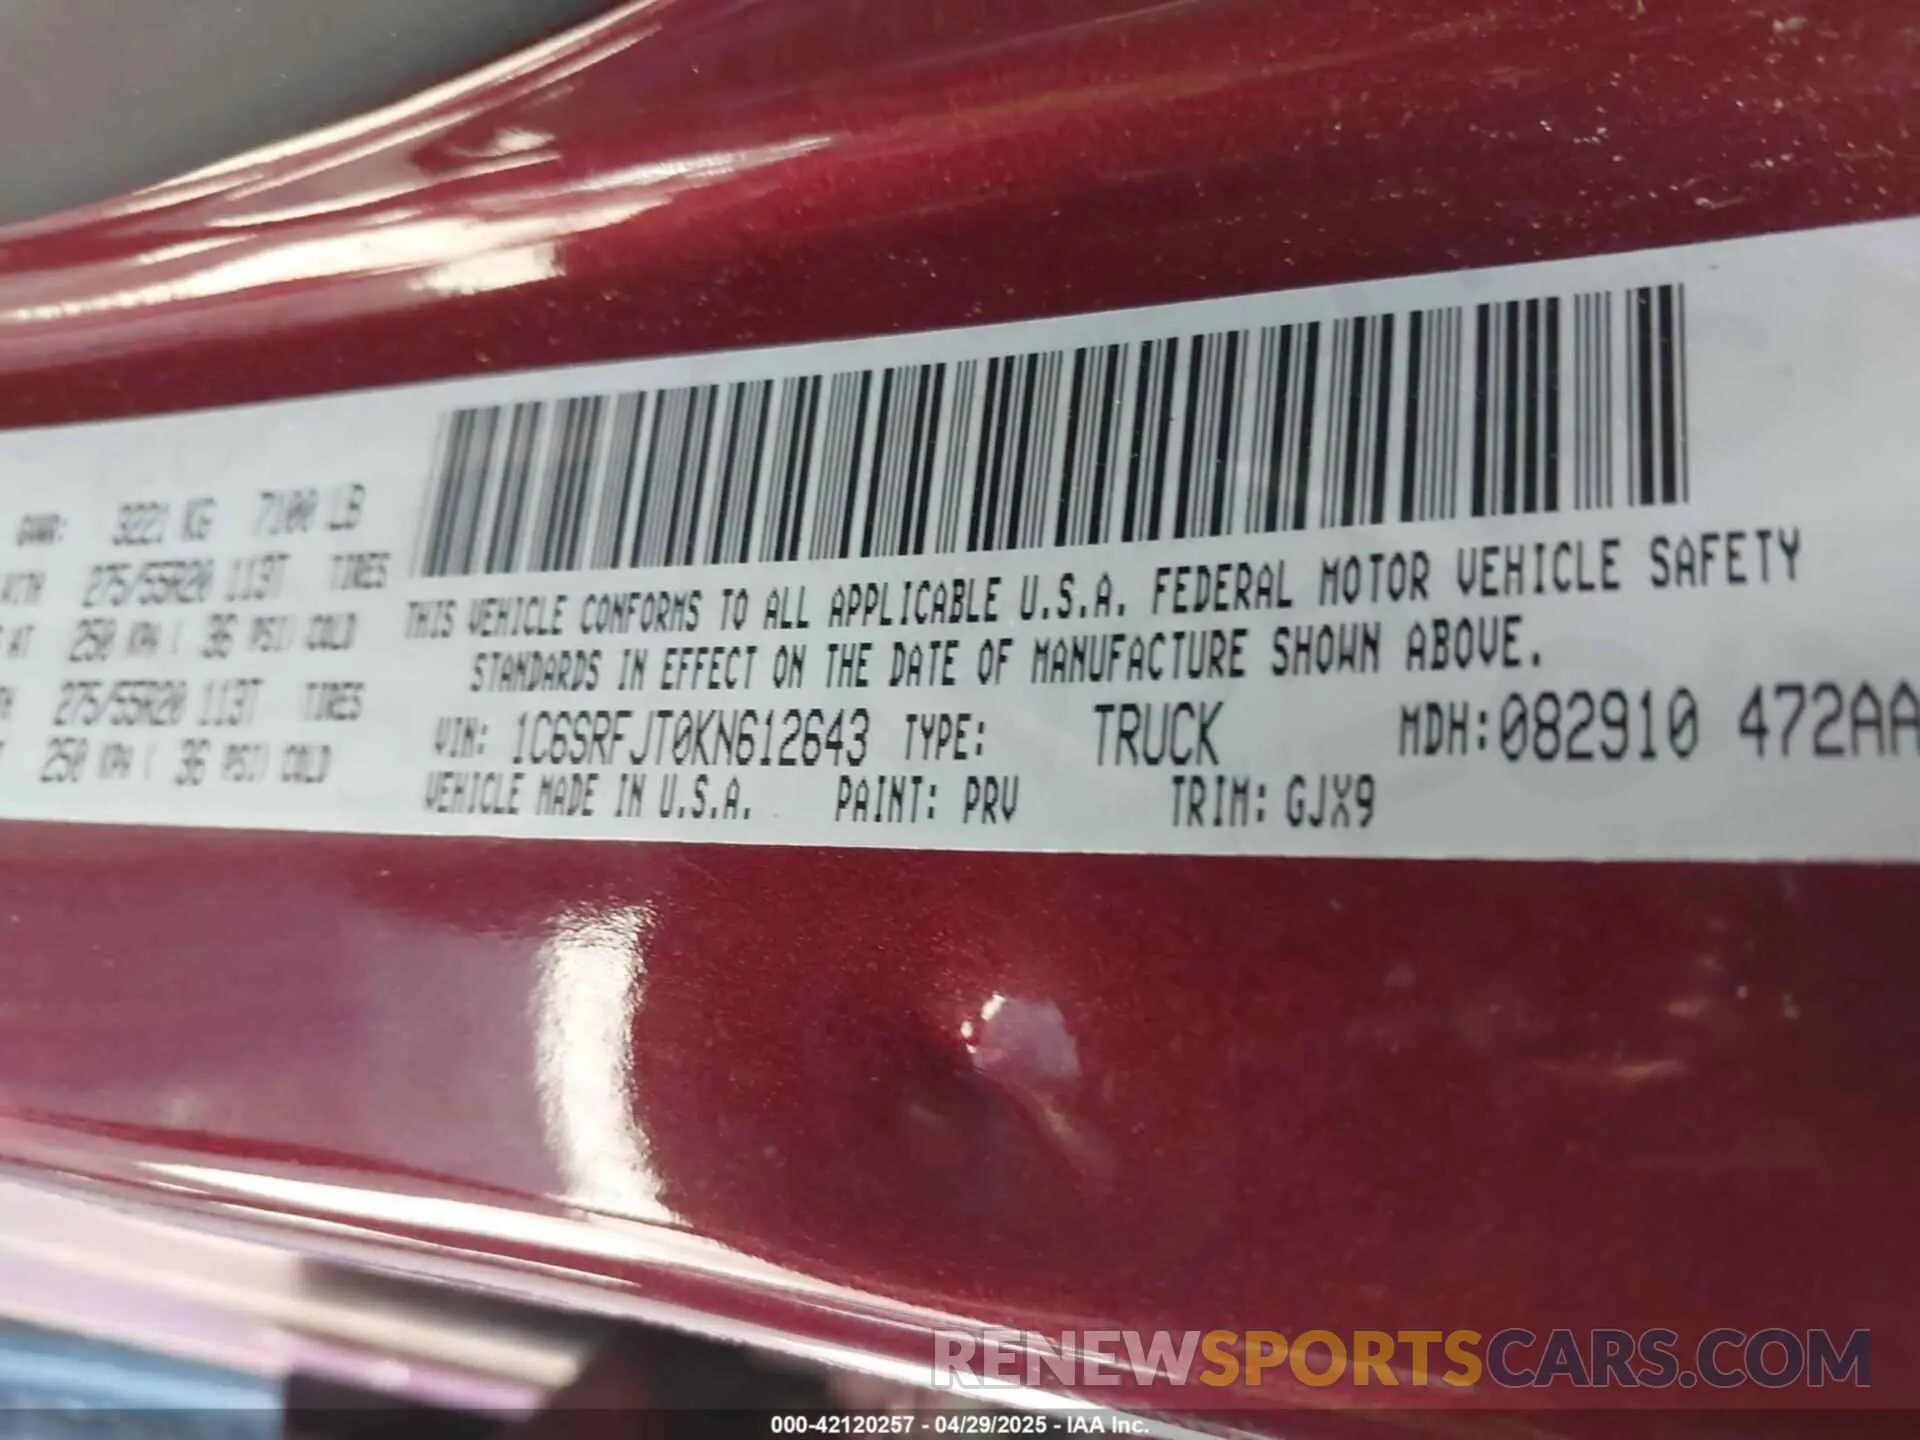 GVWR: 3221 KG 7100 LB
WITH 275/55R20 113T TIRES
AT 250 KPA ( 36 PSI) COLD
275/55R20 113T TIRES
250 KPA ( 36 PSI) COLD
THIS VEHICLE CONFORMS TO ALL APPLICABLE U.S.A. FEDERAL MOTOR VEHICLE SAFETY
STANDARDS IN EFFECT ON THE DATE OF MANUFACTURE SHOWN ABOVE.
VIN: 1C6SRFJT0KN612643 TYPE: TRUCK MDH:082910 472AA
VEHICLE MADE IN U.S.A. PAINT: PRV TRIM: GJX9
RENEWSPORTSCARS.COM
000-42120257 - 04/29/2025 - IAA Inc.